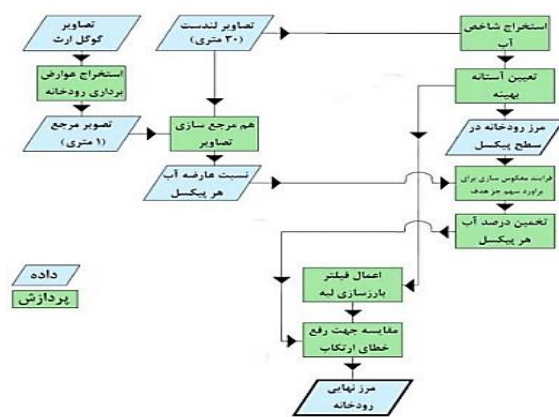 تصاویر
گوگل ارث
تصاویر لندست
(۳۰ متری)
استخراج شاخص
آب
استخراج عوارض
برداری رودخانه
تعیین آستانه
بهینه
تصویر مرجع
(۱ متری)
هم مرجع سازی
تصاویر
مرز رودخانه در
سطح پیکسل
نسبت عارضه آب
هر پیکسل
فرایند معکوس سازی برای
براورد سهم جز هدف
تخمین درصد آب
هر پیکسل
داده
پردازش
اعمال فیلتر
بارزسازی لبه
مقایسه جهت رفع
خطای ارتکاب
مرز نهایی
رودخانه